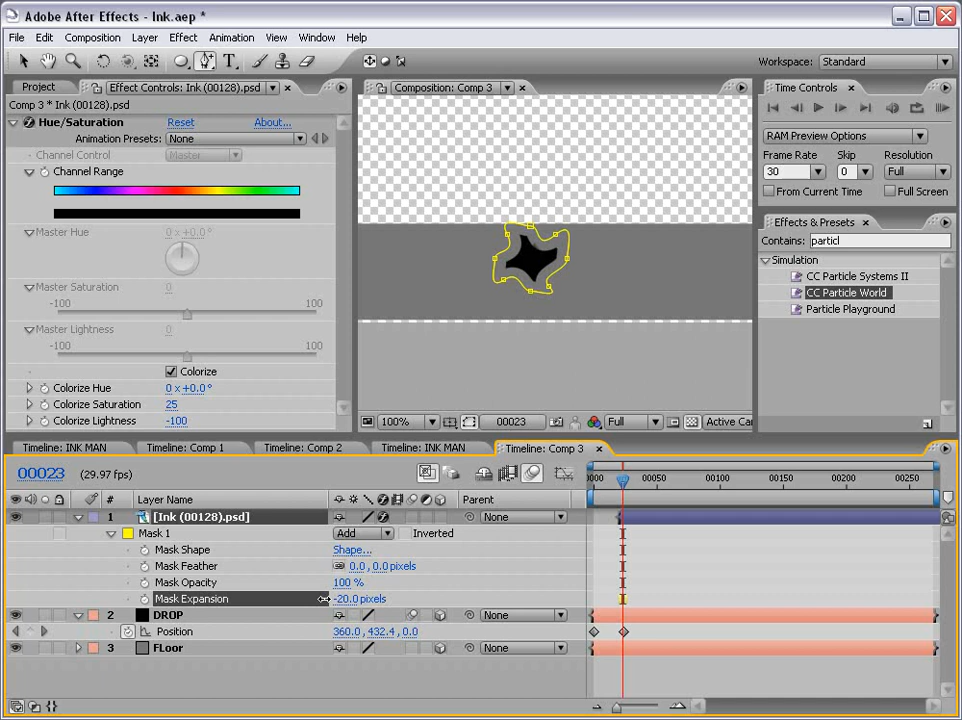 Adobe After Effects - Ink.aep *
File Edit Composition Layer Effect Animation View Window Help
Workspace: Standard
Project Effect Controls: Ink (00128).psd
Composition: Comp 3
Time Controls
Comp 3 * Ink (00128).psd
Hue/Saturation Reset About...
Animation Presets: None
Channel Control Master
Channel Range
Master Hue 0 x +0.0°
Master Saturation 0
-100 100
Master Lightness 0
-100 100
Colorize
Colorize Hue 0 x +0.0°
Colorize Saturation 25
Colorize Lightness -100
100% 00023 Full Active Car
RAM Preview Options
Frame Rate Skip Resolution
30 0 Full
From Current Time Full Screen
Effects & Presets
Contains: particl
Simulation
CC Particle Systems II
CC Particle World
Particle Playground
Timeline: INK MAN Timeline: Comp 1 Timeline: Comp 2 Timeline: INK MAN Timeline: Comp 3
00023 (29.97 fps)
0000 00050 00100 00150 00200 00250
# Layer Name Parent
1 [Ink (00128).psd] None
Mask 1 Add Inverted
Mask Shape Shape...
Mask Feather 0.0, 0.0 pixels
Mask Opacity 100 %
Mask Expansion -20.0 pixels
2 DROP None
Position 360.0, 432.4, 0.0
3 FLoor None